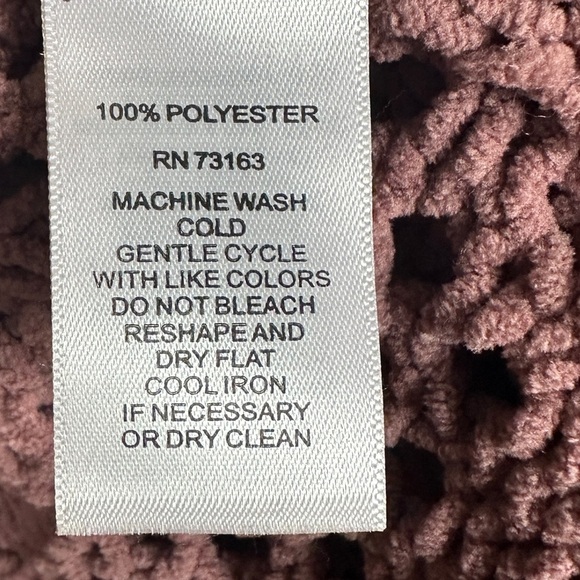 100% POLYESTER
RN 73163
MACHINE WASH
COLD
GENTLE CYCLE
WITH LIKE COLORS
DO NOT BLEACH
RESHAPE AND
DRY FLAT
COOL IRON
IF NECESSARY
OR DRY CLEAN